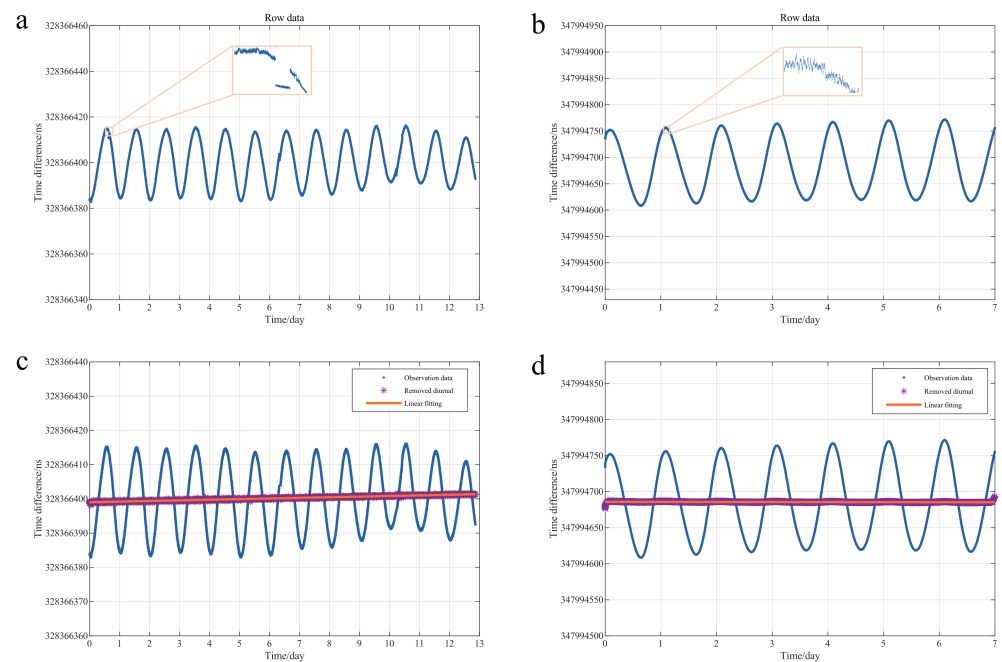 a
Row data
328366460
328366440
328366420
328366400
328366380
328366360
328366340
Time difference/ns
0 1 2 3 4 5 6 7 8 9 10 11 12 13
Time/day
b
Row data
347994950
347994900
347994850
347994800
347994750
347994700
347994650
347994600
347994550
347994500
347994450
Time difference/ns
0 1 2 3 4 5 6 7
Time/day
c
328366440
328366430
328366420
328366410
328366400
328366390
328366380
328366370
328366360
Time difference/ns
Observation data
Removed diurnal
Linear fitting
0 1 2 3 4 5 6 7 8 9 10 11 12 13
Time/day
d
347994850
347994800
347994750
347994700
347994650
347994600
347994550
347994500
Time difference/ns
Observation data
Removed diurnal
Linear fitting
0 1 2 3 4 5 6 7
Time/day